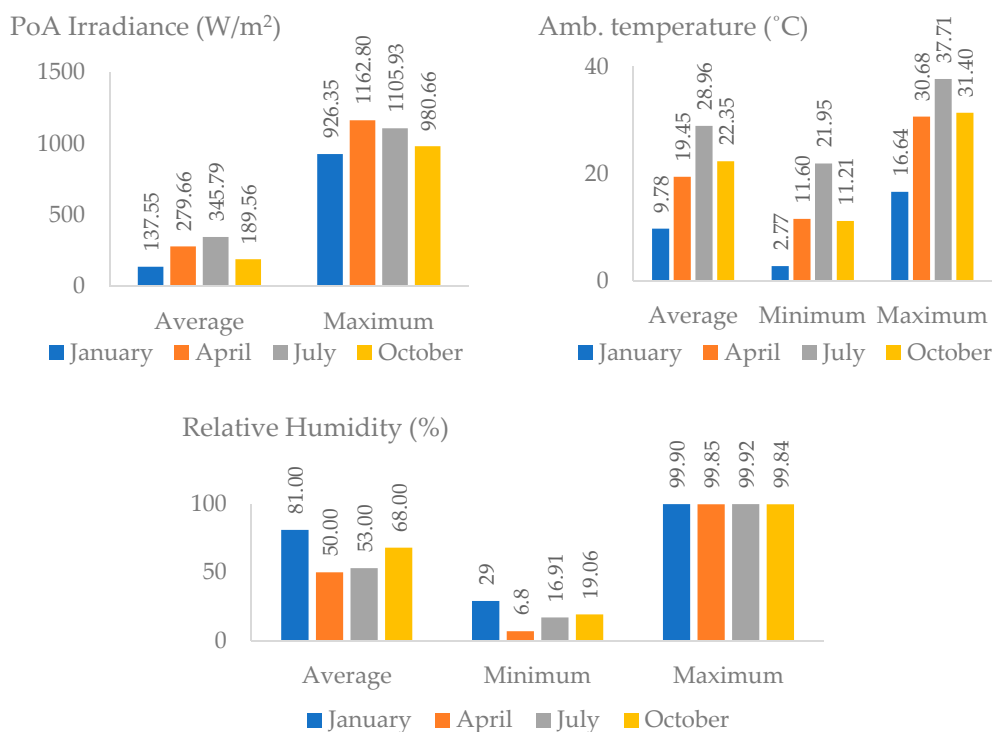 PoA Irradiance (W/m²)
1500
1000
500
0
137.55
279.66
345.79
189.56
926.35
1162.80
1105.93
980.66
Average
Maximum
January
April
July
October
Amb. temperature (˚C)
40
20
0
9.78
19.45
28.96
22.35
2.77
11.60
21.95
11.21
16.64
30.68
37.71
31.40
Average
Minimum
Maximum
January
April
July
October
Relative Humidity (%)
100
50
0
81.00
50.00
53.00
68.00
29
6.8
16.91
19.06
99.90
99.85
99.92
99.84
Average
Minimum
Maximum
January
April
July
October